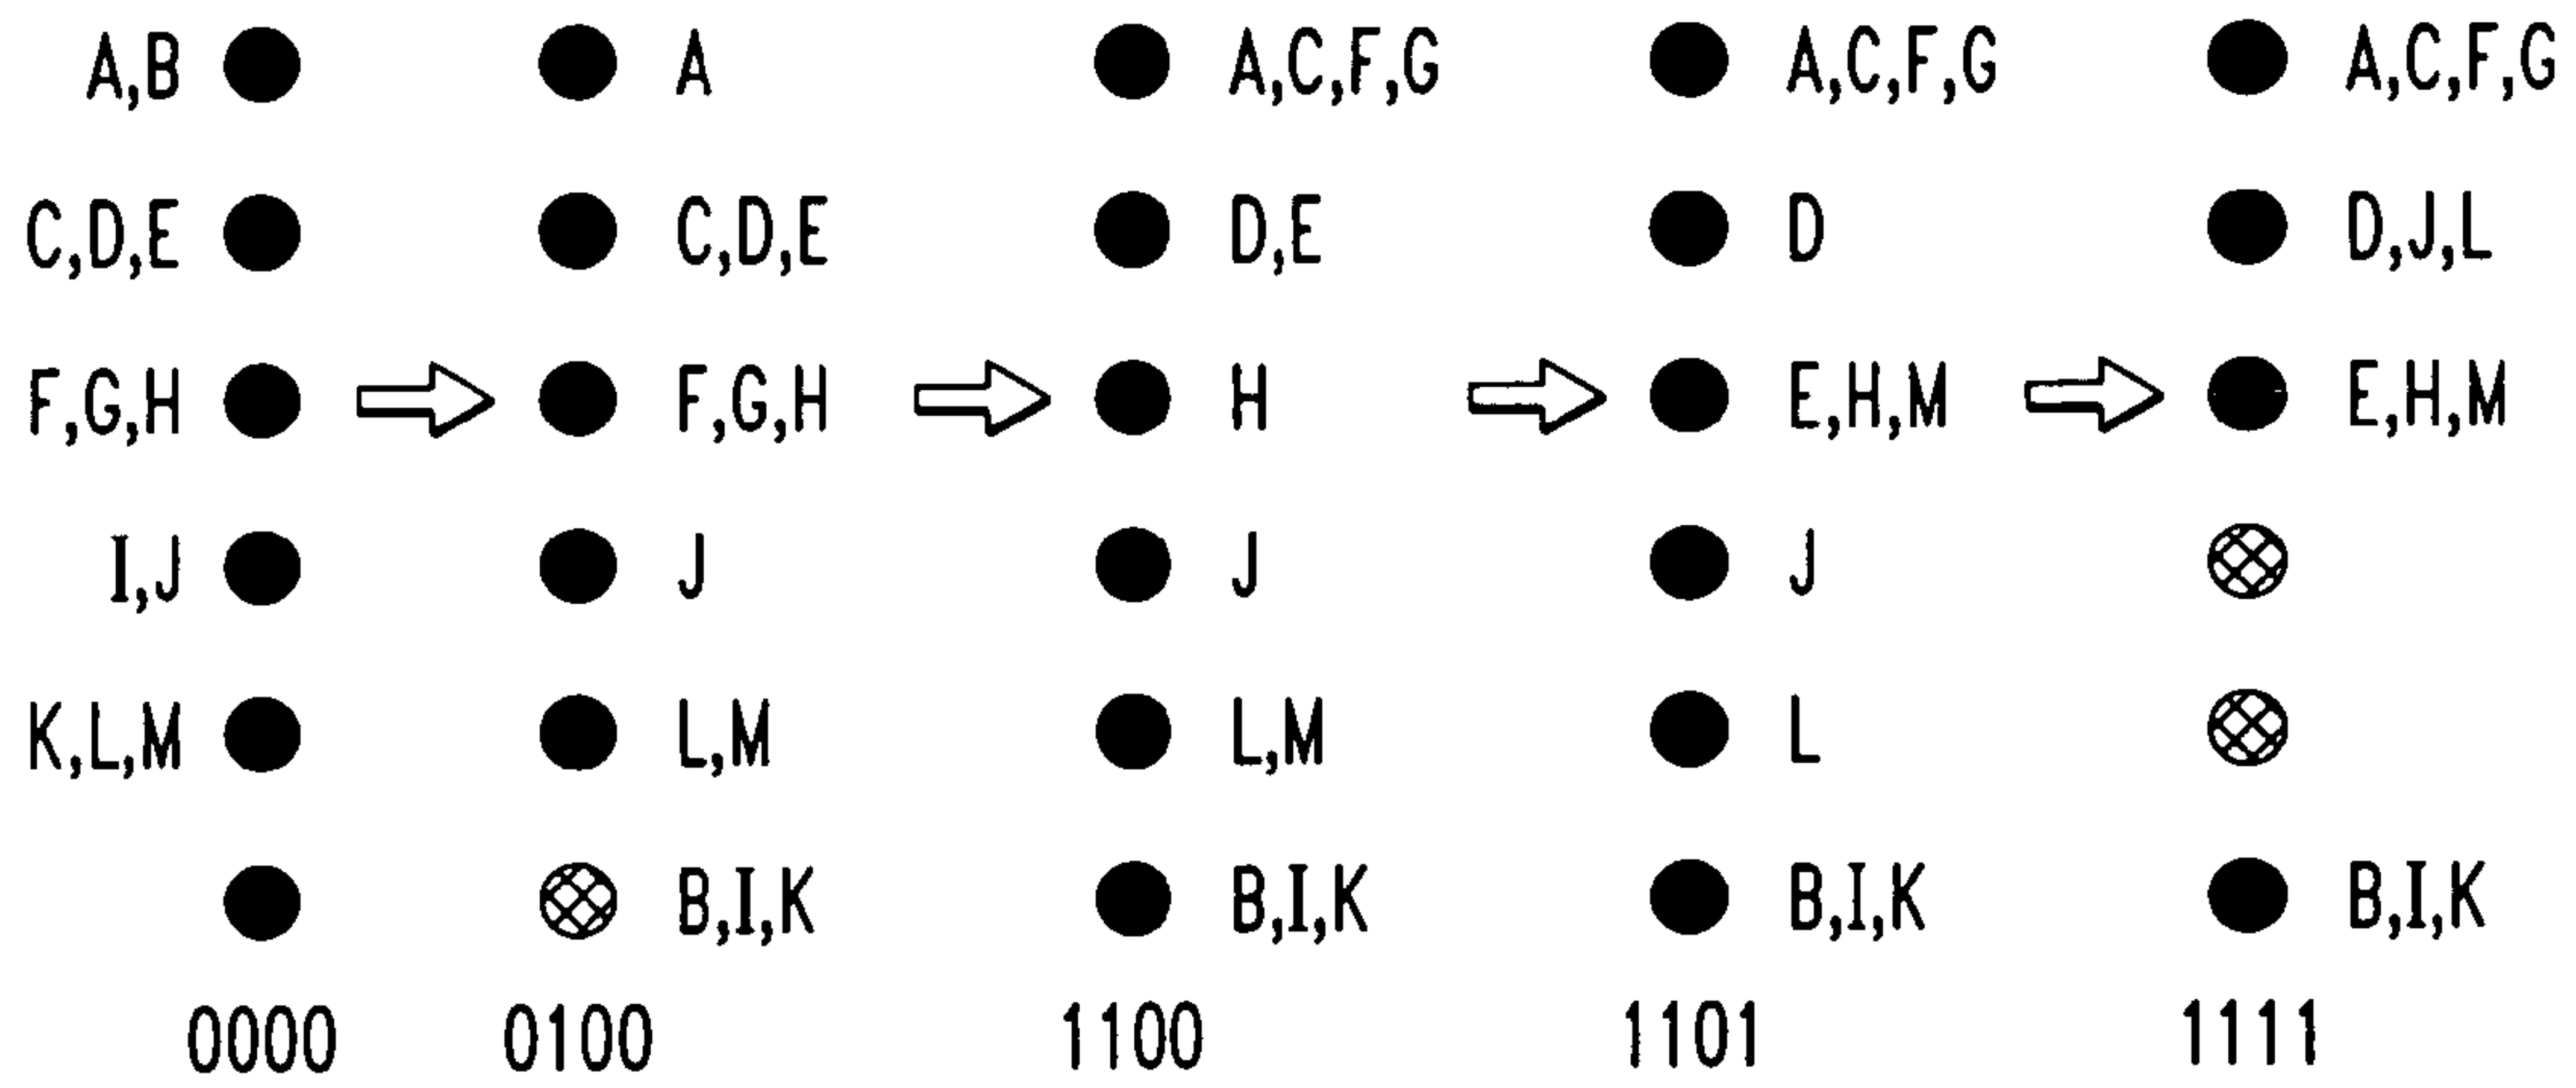 A,B A A,C,F,G A,C,F,G A,C,F,G
C,D,E C,D,E D,E D D,J,L
F,G,H F,G,H H E,H,M E,H,M
I,J J J J
K,L,M L,M L,M L
B,I,K B,I,K B,I,K B,I,K
0000 0100 1100 1101 1111